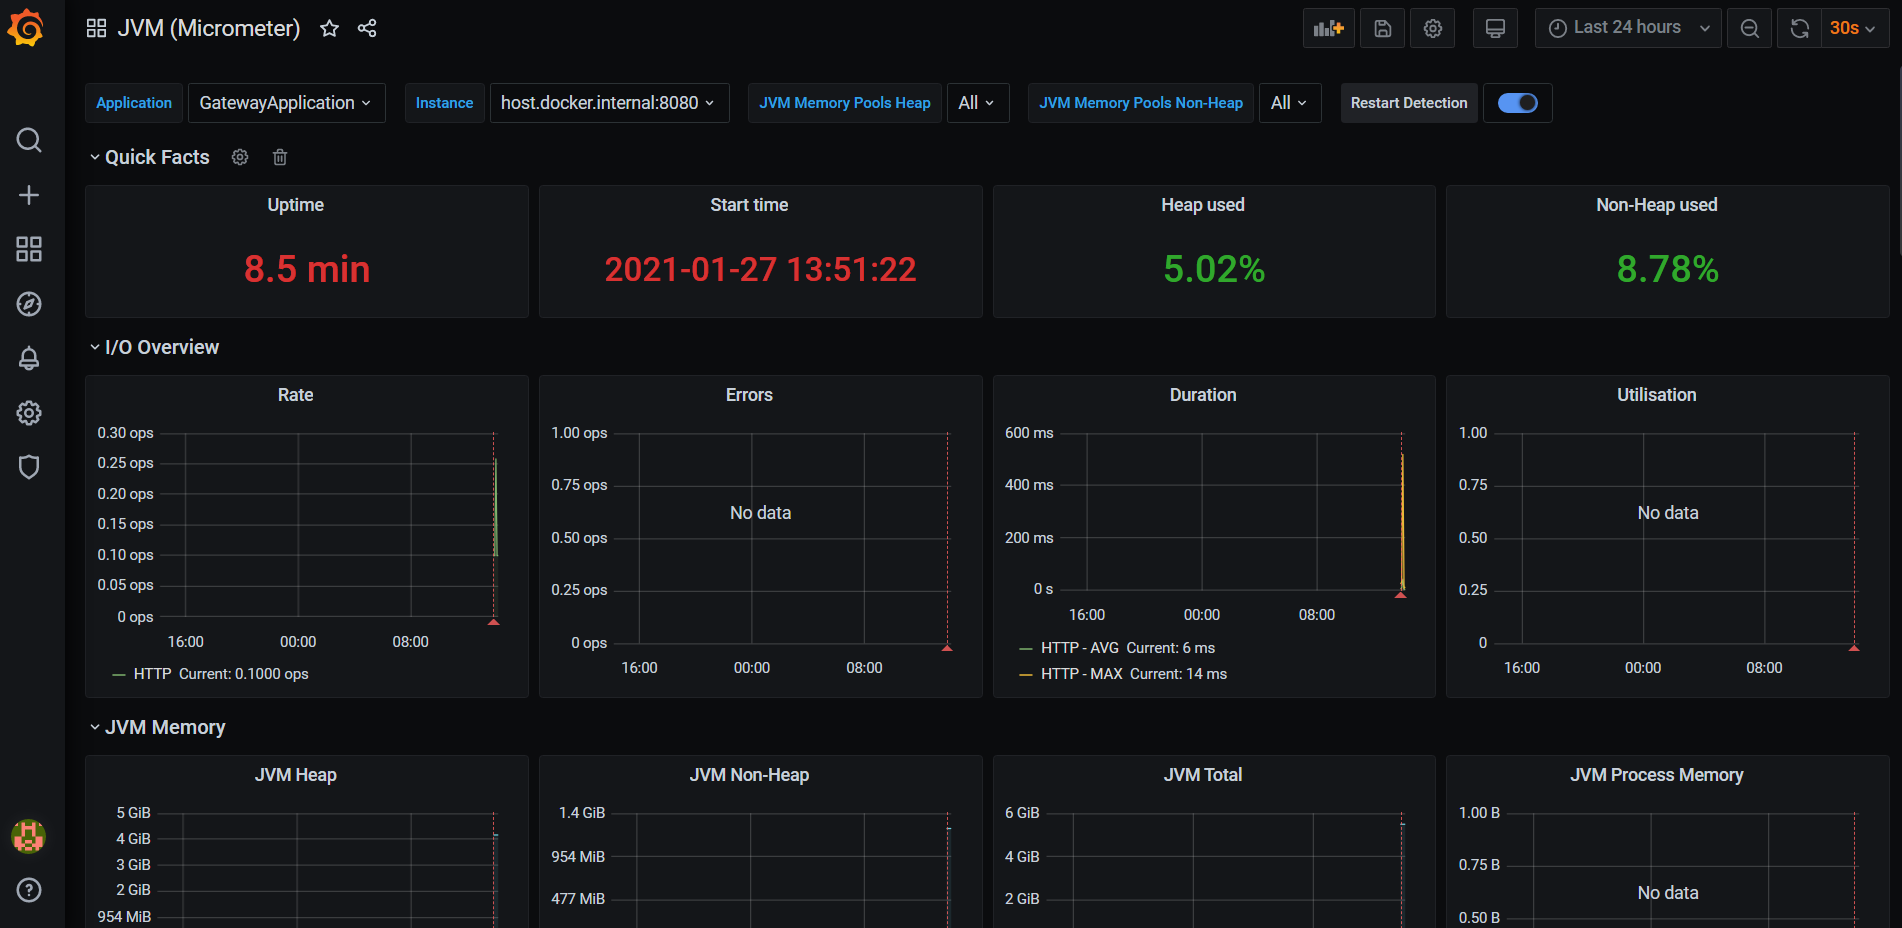 JVM (Micrometer)
Last 24 hours
30s
Application GatewayApplication Instance host.docker.internal:8080 JVM Memory Pools Heap All JVM Memory Pools Non-Heap All Restart Detection
Quick Facts
Uptime
8.5 min
Start time
2021-01-27 13:51:22
Heap used
5.02%
Non-Heap used
8.78%
I/O Overview
Rate
0.30 ops
0.25 ops
0.20 ops
0.15 ops
0.10 ops
0.05 ops
0 ops
16:00 00:00 08:00
HTTP Current: 0.1000 ops
Errors
1.00 ops
0.75 ops
No data
0.50 ops
0.25 ops
0 ops
16:00 00:00 08:00
Duration
600 ms
400 ms
200 ms
0 s
16:00 00:00 08:00
HTTP - AVG Current: 6 ms
HTTP - MAX Current: 14 ms
Utilisation
1.00
0.75
No data
0.50
0.25
0
16:00 00:00 08:00
JVM Memory
JVM Heap
5 GiB
4 GiB
3 GiB
2 GiB
954 MiB
JVM Non-Heap
1.4 GiB
954 MiB
477 MiB
JVM Total
6 GiB
4 GiB
2 GiB
JVM Process Memory
1.00 B
0.75 B
No data
0.50 B